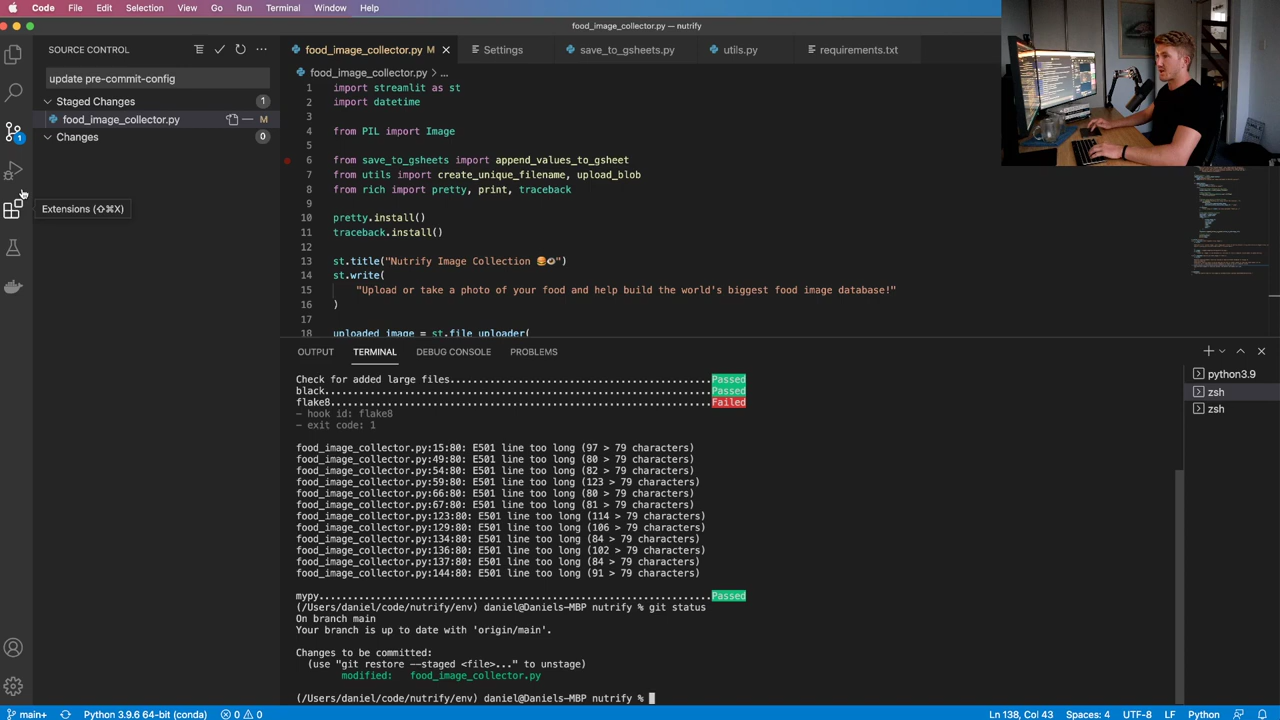 Code File Edit Selection View Go Run Terminal Window Help
food_image_collector.py — nutrify
SOURCE CONTROL
food_image_collector.py M
Settings
save_to_gsheets.py
utils.py
requirements.txt
update pre-commit-config
food_image_collector.py > ...
Staged Changes 1
food_image_collector.py M
Changes 0
1
Extensions (⇧⌘X)
1 import streamlit as st
2 import datetime
3
4 from PIL import Image
5
6 from save_to_gsheets import append_values_to_gsheet
7 from utils import create_unique_filename, upload_blob
8 from rich import pretty, print, traceback
9
10 pretty.install()
11 traceback.install()
12
13 st.title("Nutrify Image Collection 🍔🥥")
14 st.write(
15 "Upload or take a photo of your food and help build the world's biggest food image database!"
16 )
17
18 uploaded_image = st.file_uploader(
OUTPUT TERMINAL DEBUG CONSOLE PROBLEMS
python3.9
zsh
zsh
Check for added large files..............................................Passed
black....................................................................Passed
flake8...................................................................Failed
- hook id: flake8
- exit code: 1
food_image_collector.py:15:80: E501 line too long (97 > 79 characters)
food_image_collector.py:49:80: E501 line too long (80 > 79 characters)
food_image_collector.py:54:80: E501 line too long (82 > 79 characters)
food_image_collector.py:59:80: E501 line too long (123 > 79 characters)
food_image_collector.py:66:80: E501 line too long (80 > 79 characters)
food_image_collector.py:67:80: E501 line too long (81 > 79 characters)
food_image_collector.py:123:80: E501 line too long (114 > 79 characters)
food_image_collector.py:129:80: E501 line too long (106 > 79 characters)
food_image_collector.py:134:80: E501 line too long (84 > 79 characters)
food_image_collector.py:136:80: E501 line too long (102 > 79 characters)
food_image_collector.py:137:80: E501 line too long (84 > 79 characters)
food_image_collector.py:144:80: E501 line too long (91 > 79 characters)
mypy.....................................................................Passed
(/Users/daniel/code/nutrify/env) daniel@Daniels-MBP nutrify % git status
On branch main
Your branch is up to date with 'origin/main'.
Changes to be committed:
(use "git restore --staged <file>..." to unstage)
modified: food_image_collector.py
(/Users/daniel/code/nutrify/env) daniel@Daniels-MBP nutrify %
main+ Python 3.9.6 64-bit (conda) 0 0 Ln 138, Col 43 Spaces: 4 UTF-8 LF Python